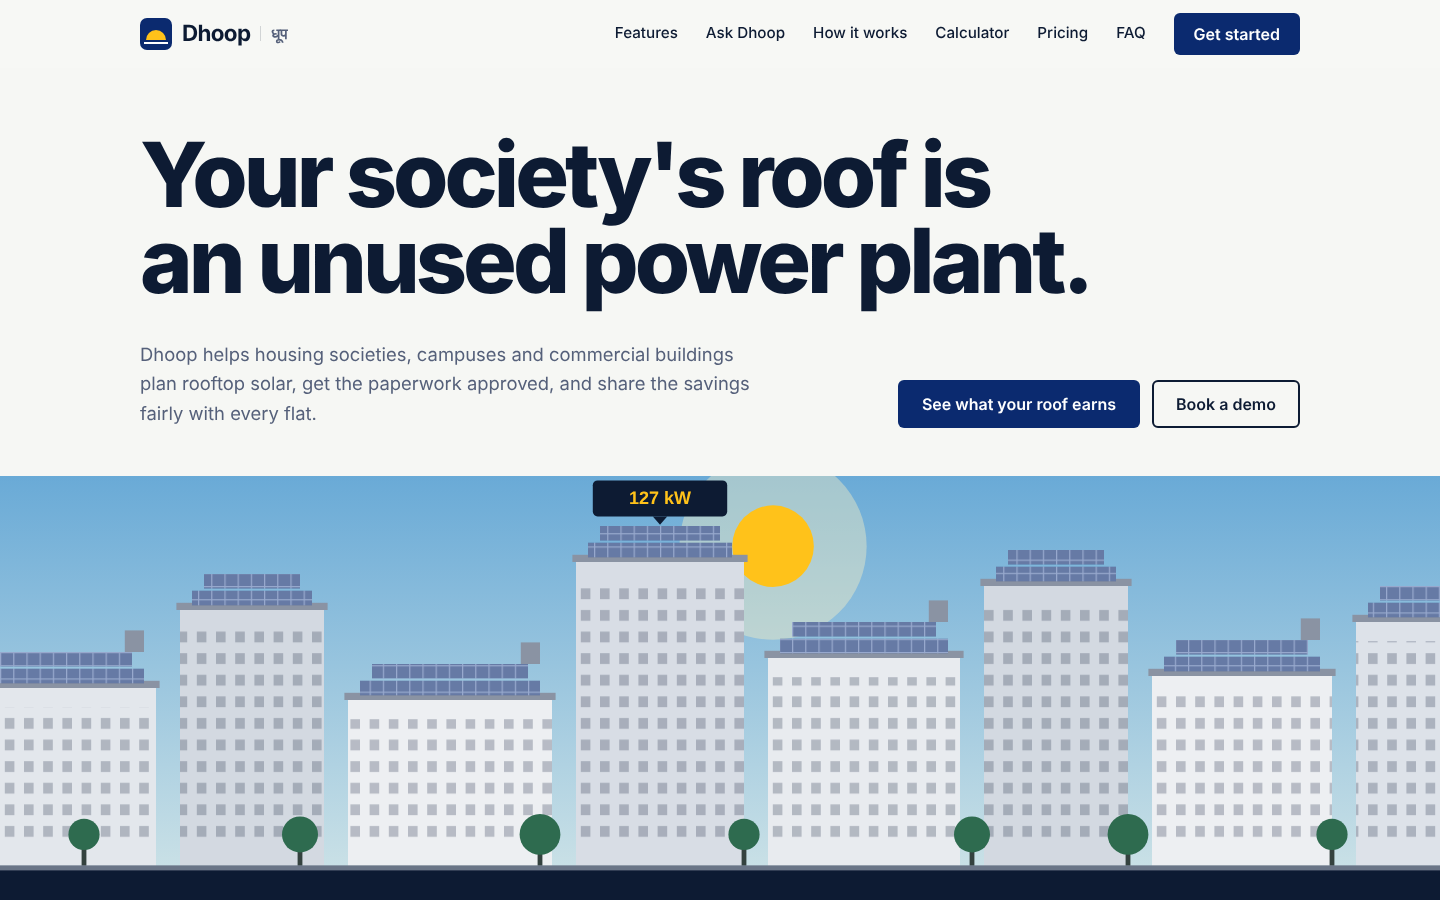 Dhoop धूप
Features Ask Dhoop How it works Calculator Pricing FAQ Get started
Your society's roof is
an unused power plant.
Dhoop helps housing societies, campuses and commercial buildings
plan rooftop solar, get the paperwork approved, and share the savings
fairly with every flat.
See what your roof earns Book a demo
127 kW